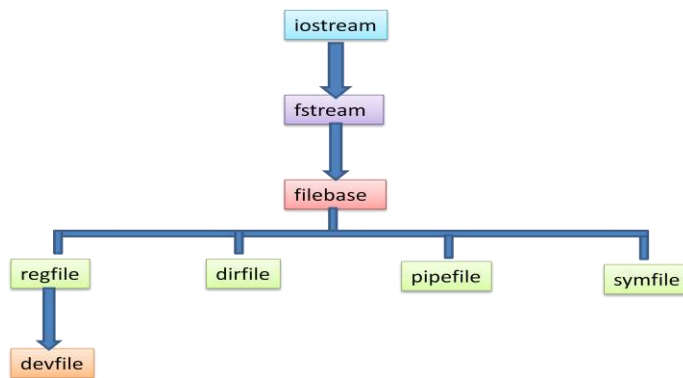 iostream
fstream
filebase
regfile
dirfile
pipefile
symfile
devfile